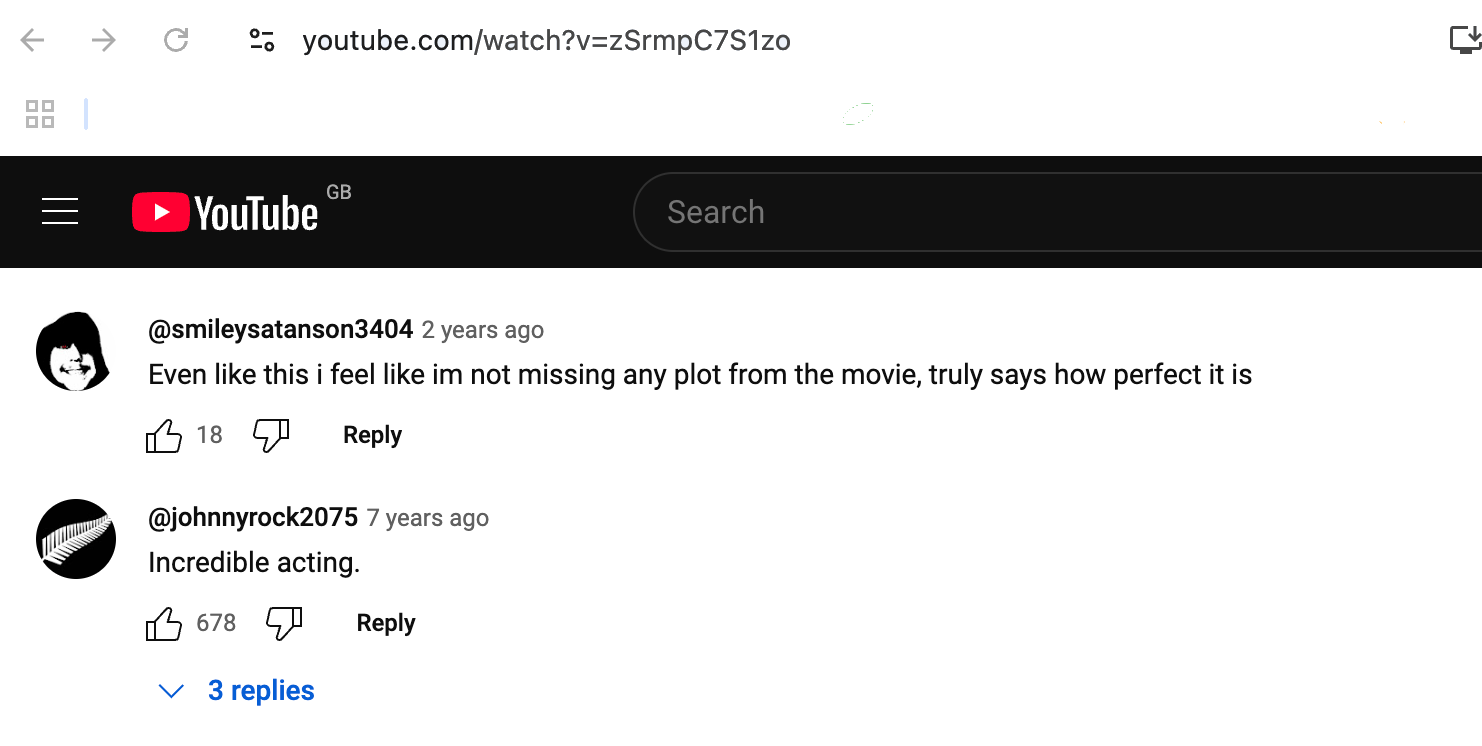 youtube.com/watch?v=zSrmpC7S1zo
YouTube GB
Search
@smileysatanson3404 2 years ago
Even like this i feel like im not missing any plot from the movie, truly says how perfect it is
18 Reply
@johnnyrock2075 7 years ago
Incredible acting.
678 Reply
3 replies